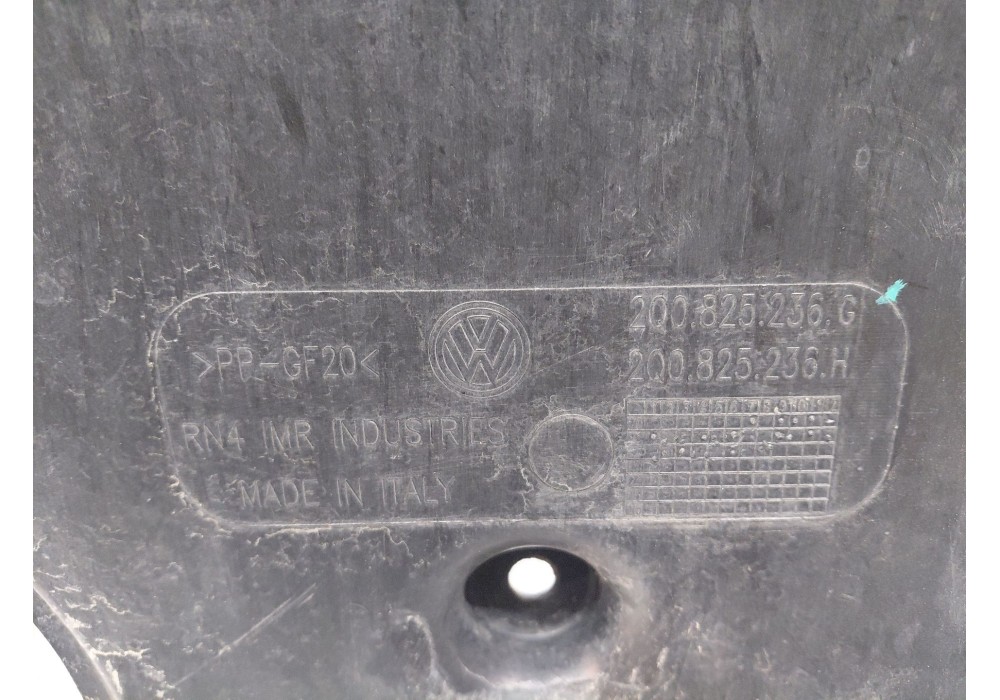 >PP-GF20<
RN4 IMR INDUSTRIES
MADE IN ITALY
2Q0.825.236.G
2Q0.825.236.H